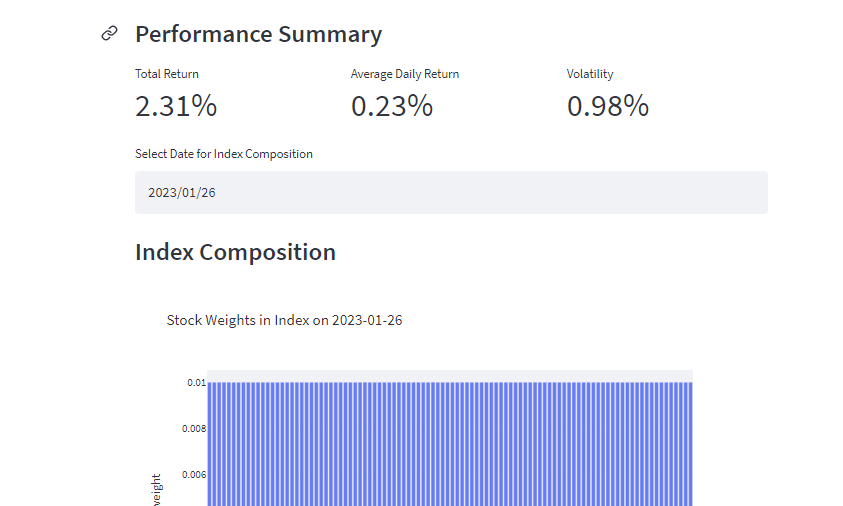 Performance Summary
Total Return Average Daily Return Volatility
2.31% 0.23% 0.98%
Select Date for Index Composition
2023/01/26
Index Composition
Stock Weights in Index on 2023-01-26
0.01
0.008
0.006